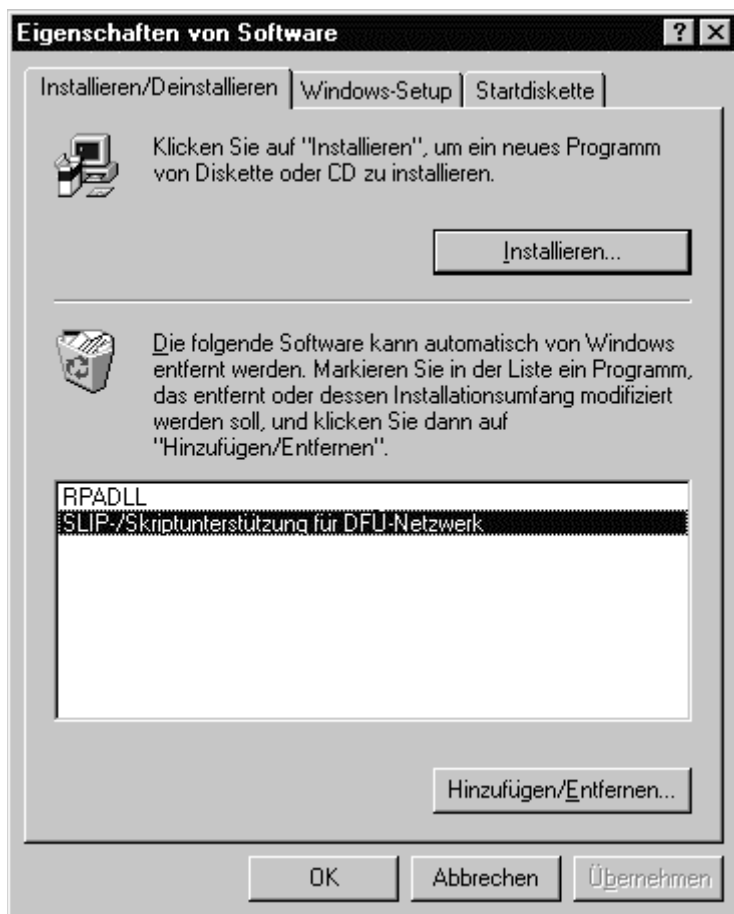 Eigenschaften von Software
Installieren/Deinstallieren
Windows-Setup
Startdiskette
Klicken Sie auf "Installieren", um ein neues Programm
von Diskette oder CD zu installieren.
Installieren...
Die folgende Software kann automatisch von Windows
entfernt werden. Markieren Sie in der Liste ein Programm,
das entfernt oder dessen Installationsumfang modifiziert
werden soll, und klicken Sie dann auf
"Hinzufügen/Entfernen".
RPADLL
SLIP-/Skriptunterstützung für DFÜ-Netzwerk
Hinzufügen/Entfernen...
OK
Abbrechen
Übernehmen